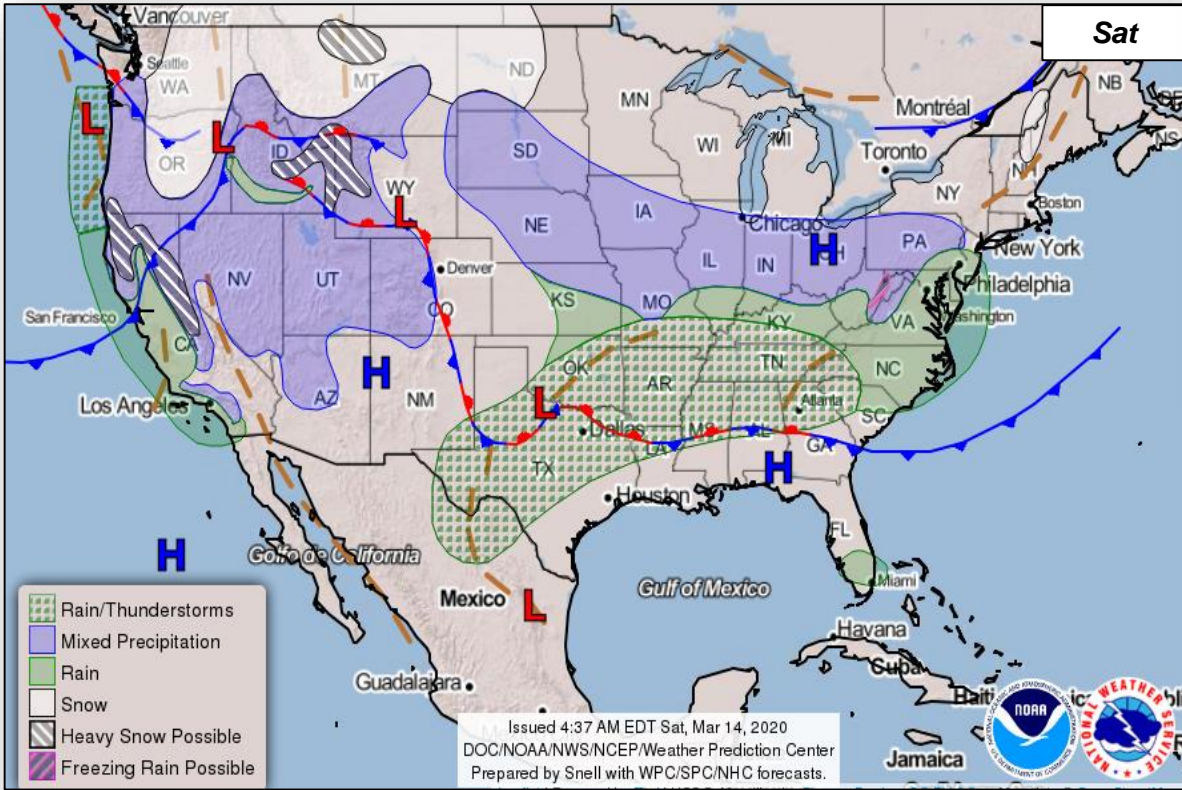 Sat
Vancouver
Seattle
WA
MT
ND
MN
Montréal
NB
NS
OR
ID
SD
WI
MI
Toronto
NH
L
L
WY
L
NE
IA
Chicago
H
NY
Boston
PA
New York
NV
UT
Denver
CO
IL
IN
Philadelphia
San Francisco
CA
KS
MO
KY
VA
Washington
Los Angeles
AZ
H
NM
OK
AR
TN
NC
L
Dallas
LA
MS
AL
Atlanta
SC
GA
TX
H
Houston
FL
H
Golfo de California
Mexico
L
Gulf of Mexico
Miami
Havana
Cuba
Guadalajara
Jamaica
Rain/Thunderstorms
Mixed Precipitation
Rain
Snow
Heavy Snow Possible
Freezing Rain Possible
Issued 4:37 AM EDT Sat, Mar 14, 2020
DOC/NOAA/NWS/NCEP/Weather Prediction Center
Prepared by Snell with WPC/SPC/NHC forecasts.
NOAA
NATIONAL WEATHER SERVICE